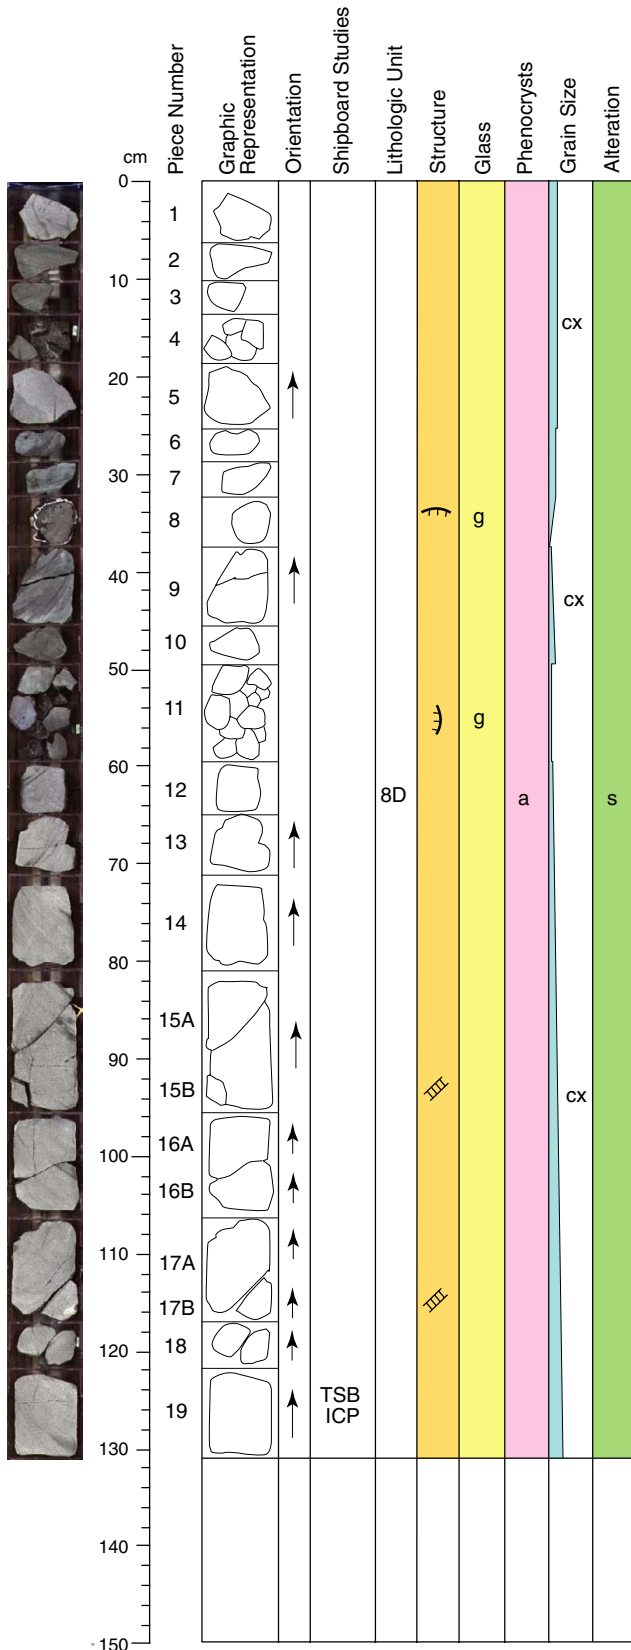 cm
Piece Number
Graphic
Representation
Orientation
Shipboard Studies
Lithologic Unit
Structure
Glass
Phenocrysts
Grain Size
Alteration
0
1
2
10
3
4
cx
20
5
6
30
7
8
g
40
9
cx
10
50
11
g
60
12
8D
a
s
13
70
14
80
15A
90
15B
cx
16A
100
16B
110
17A
17B
120
18
19
TSB
ICP
130
140
150